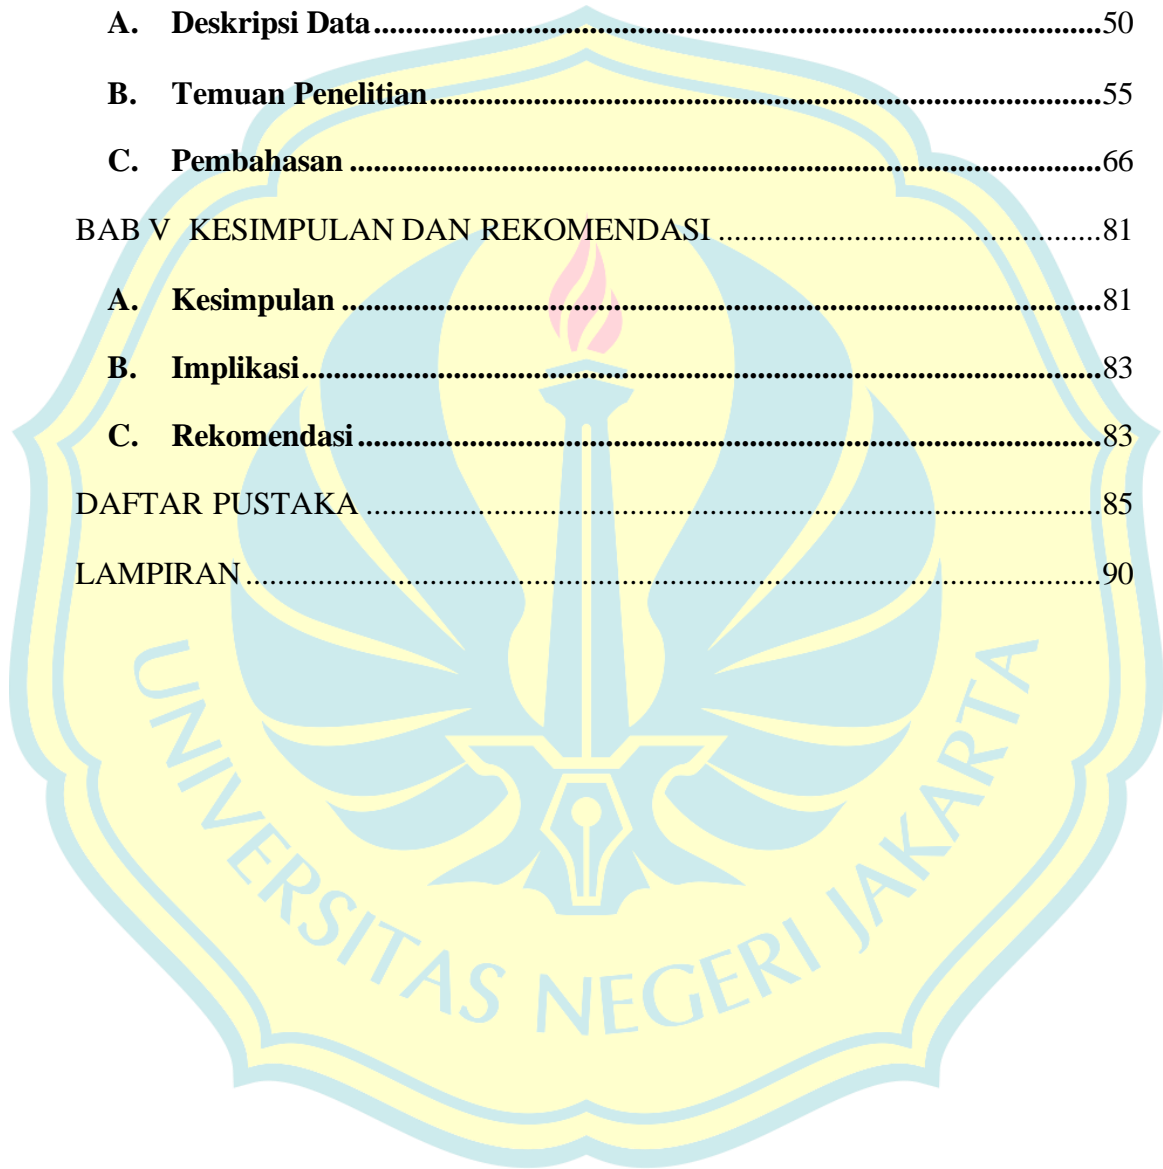 A. Deskripsi Data...........................................................................................50
B. Temuan Penelitian....................................................................................55
C. Pembahasan ..............................................................................................66
BAB V  KESIMPULAN DAN REKOMENDASI ................................................81
A. Kesimpulan ...............................................................................................81
B. Implikasi....................................................................................................83
C. Rekomendasi .............................................................................................83
DAFTAR PUSTAKA ............................................................................................85
LAMPIRAN ...........................................................................................................90
UNIVERSITAS NEGERI JAKARTA